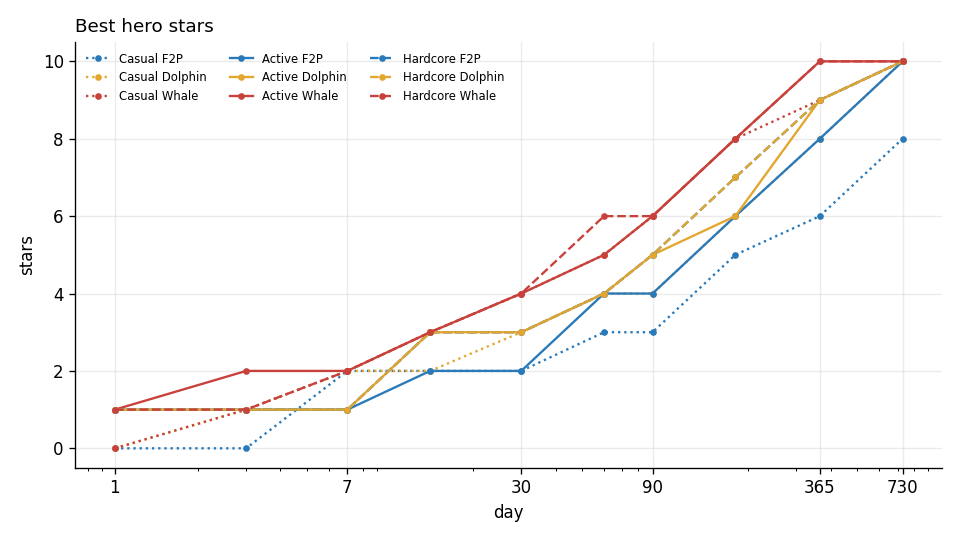 Best hero stars
Casual F2P Active F2P Hardcore F2P
Casual Dolphin Active Dolphin Hardcore Dolphin
Casual Whale Active Whale Hardcore Whale
10
8
6
4
2
0
stars
1 7 30 90 365 730
day